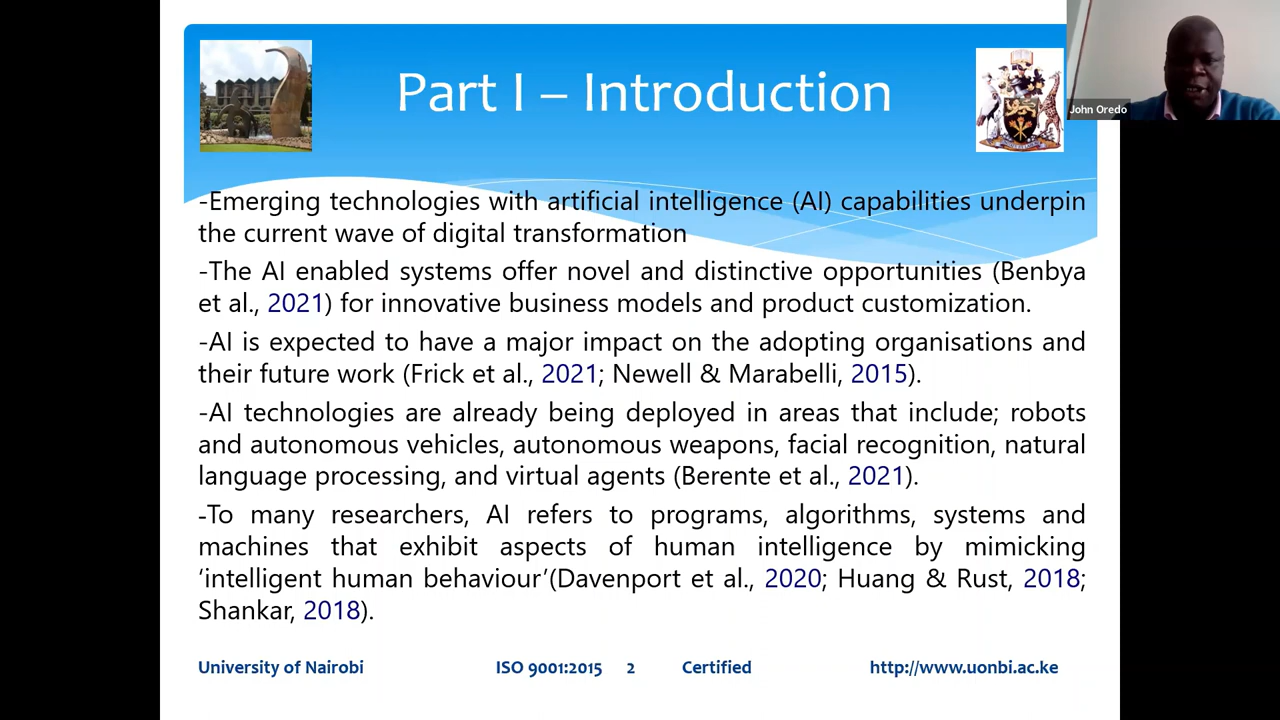 Part I – Introduction
John Oredo
-Emerging technologies with artificial intelligence (AI) capabilities underpin
the current wave of digital transformation
-The AI enabled systems offer novel and distinctive opportunities (Benbya
et al., 2021) for innovative business models and product customization.
-AI is expected to have a major impact on the adopting organisations and
their future work (Frick et al., 2021; Newell & Marabelli, 2015).
-AI technologies are already being deployed in areas that include; robots
and autonomous vehicles, autonomous weapons, facial recognition, natural
language processing, and virtual agents (Berente et al., 2021).
-To many researchers, AI refers to programs, algorithms, systems and
machines that exhibit aspects of human intelligence by mimicking
‘intelligent human behaviour’(Davenport et al., 2020; Huang & Rust, 2018;
Shankar, 2018).
University of Nairobi ISO 9001:2015 2 Certified http://www.uonbi.ac.ke